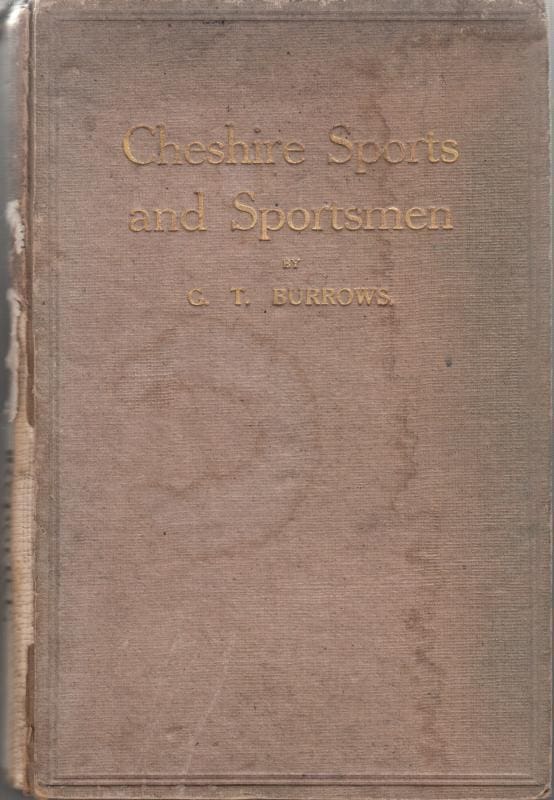 Cheshire Sports
and Sportsmen
BY
G. T. BURROWS.